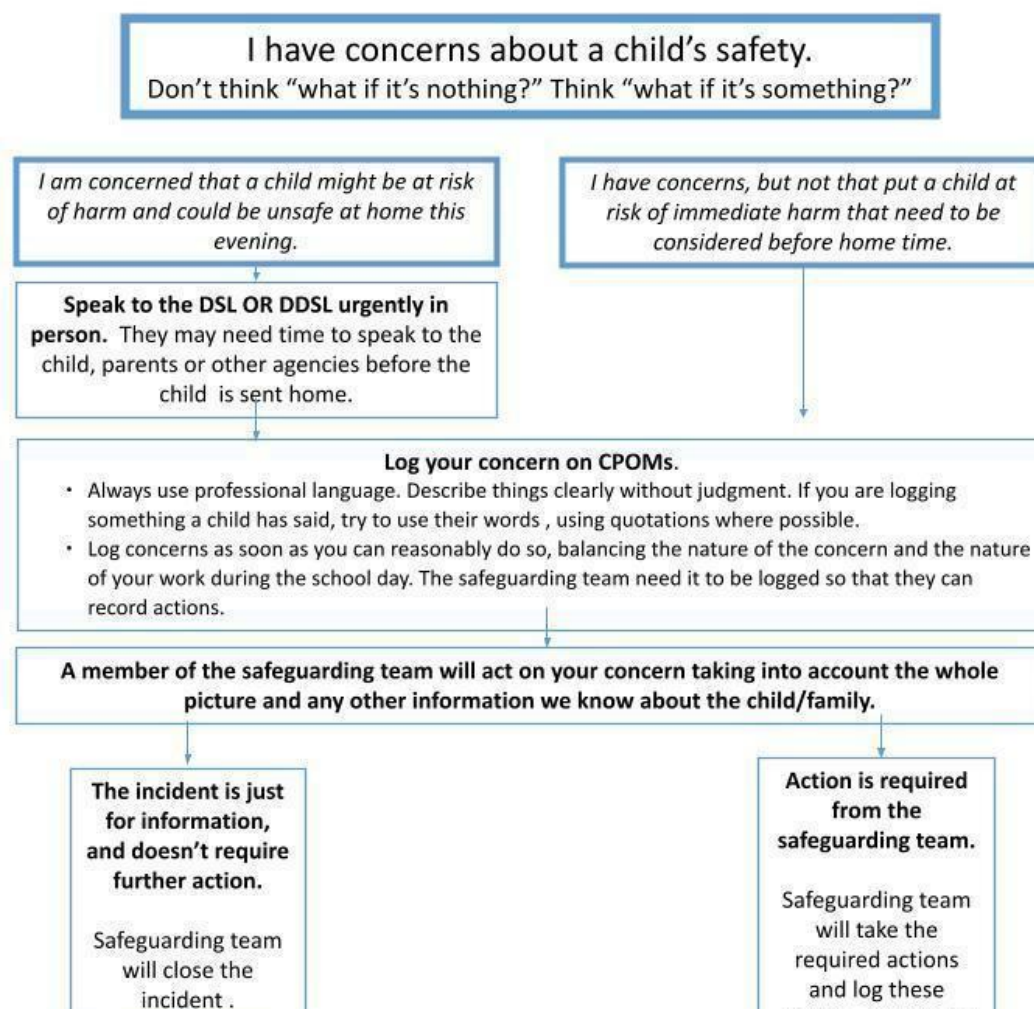 I have concerns about a child’s safety.
Don’t think “what if it’s nothing?” Think “what if it’s something?”
I am concerned that a child might be at risk
of harm and could be unsafe at home this
evening.
I have concerns, but not that put a child at
risk of immediate harm that need to be
considered before home time.
Speak to the DSL OR DDSL urgently in
person. They may need time to speak to the
child, parents or other agencies before the
child is sent home.
Log your concern on CPOMs.
· Always use professional language. Describe things clearly without judgment. If you are logging
something a child has said, try to use their words , using quotations where possible.
· Log concerns as soon as you can reasonably do so, balancing the nature of the concern and the nature
of your work during the school day. The safeguarding team need it to be logged so that they can
record actions.
A member of the safeguarding team will act on your concern taking into account the whole
picture and any other information we know about the child/family.
The incident is just
for information,
and doesn’t require
further action.
Safeguarding team
will close the
incident .
Action is required
from the
safeguarding team.
Safeguarding team
will take the
required actions
and log these